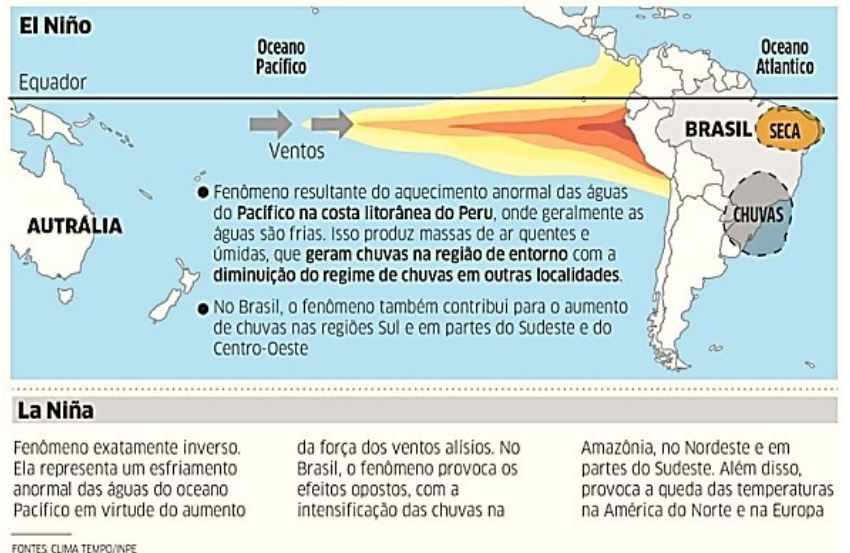 El Niño
Oceano
Pacífico
Oceano
Atlantico
Equador
Ventos
BRASIL
SECA
CHUVAS
AUTRÁLIA
● Fenômeno resultante do aquecimento anormal das águas
do Pacífico na costa litorânea do Peru, onde geralmente as
águas são frias. Isso produz massas de ar quentes e
úmidas, que geram chuvas na região de entorno com a
diminuição do regime de chuvas em outras localidades.
● No Brasil, o fenômeno também contribui para o aumento
de chuvas nas regiões Sul e em partes do Sudeste e do
Centro-Oeste
La Niña
Fenômeno exatamente inverso.
Ela representa um esfriamento
anormal das águas do oceano
Pacífico em virtude do aumento
da força dos ventos alísios. No
Brasil, o fenômeno provoca os
efeitos opostos, com a
intensificação das chuvas na
Amazônia, no Nordeste e em
partes do Sudeste. Além disso,
provoca a queda das temperaturas
na América do Norte e na Europa
FONTES: CLIMA TEMPO/INPE